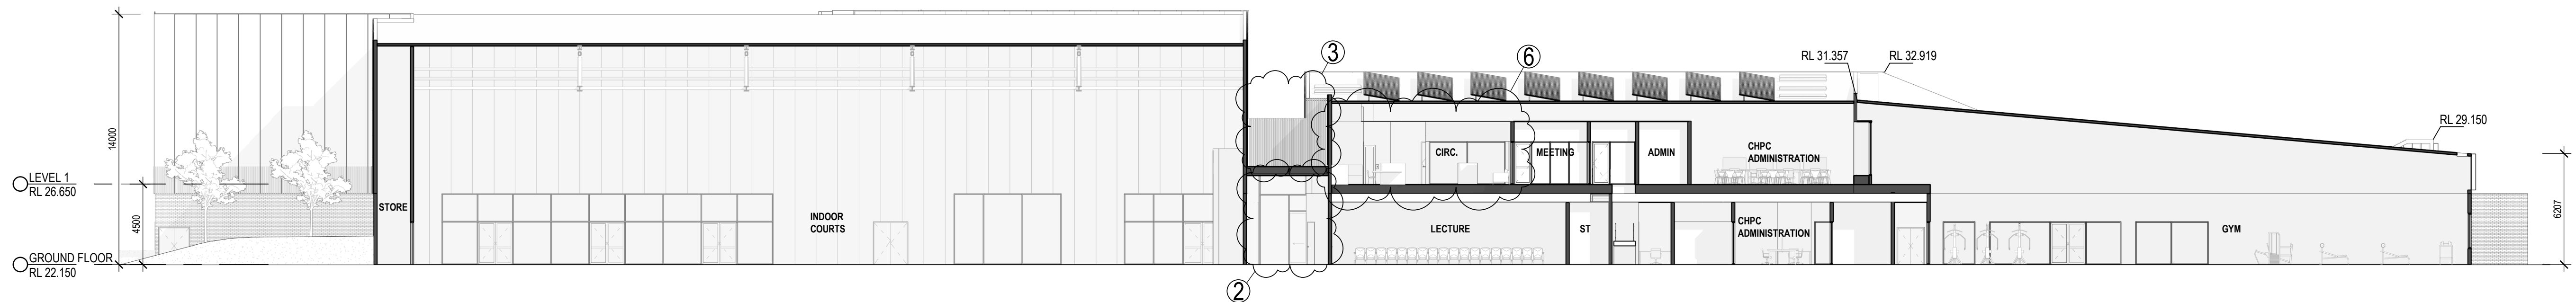 14000
LEVEL 1
RL 26.650
4500
GROUND FLOOR
RL 22.150
STORE
INDOOR
COURTS
2
3
6
CIRC.
MEETING
ADMIN
CHPC
ADMINISTRATION
RL 31.357
RL 32.919
RL 29.150
LECTURE
ST
CHPC
ADMINISTRATION
GYM
6207